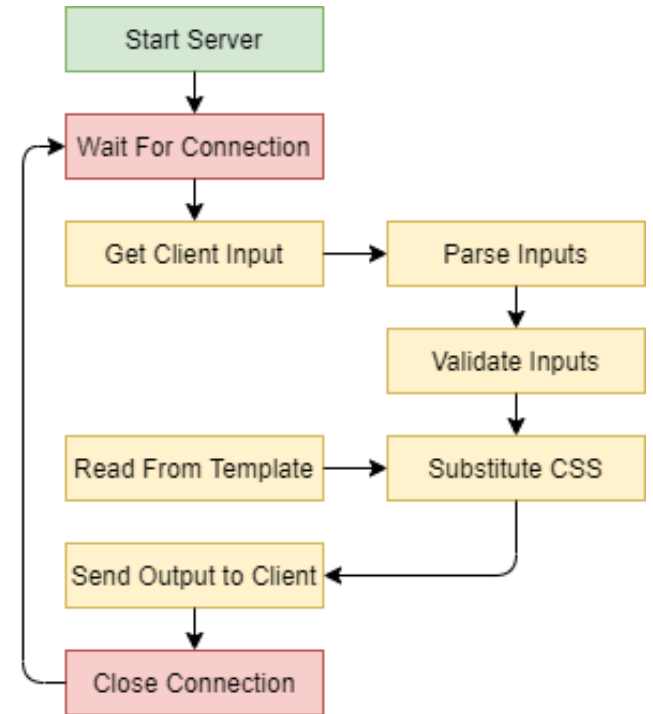 Start Server
Wait For Connection
Get Client Input
Parse Inputs
Validate Inputs
Read From Template
Substitute CSS
Send Output to Client
Close Connection